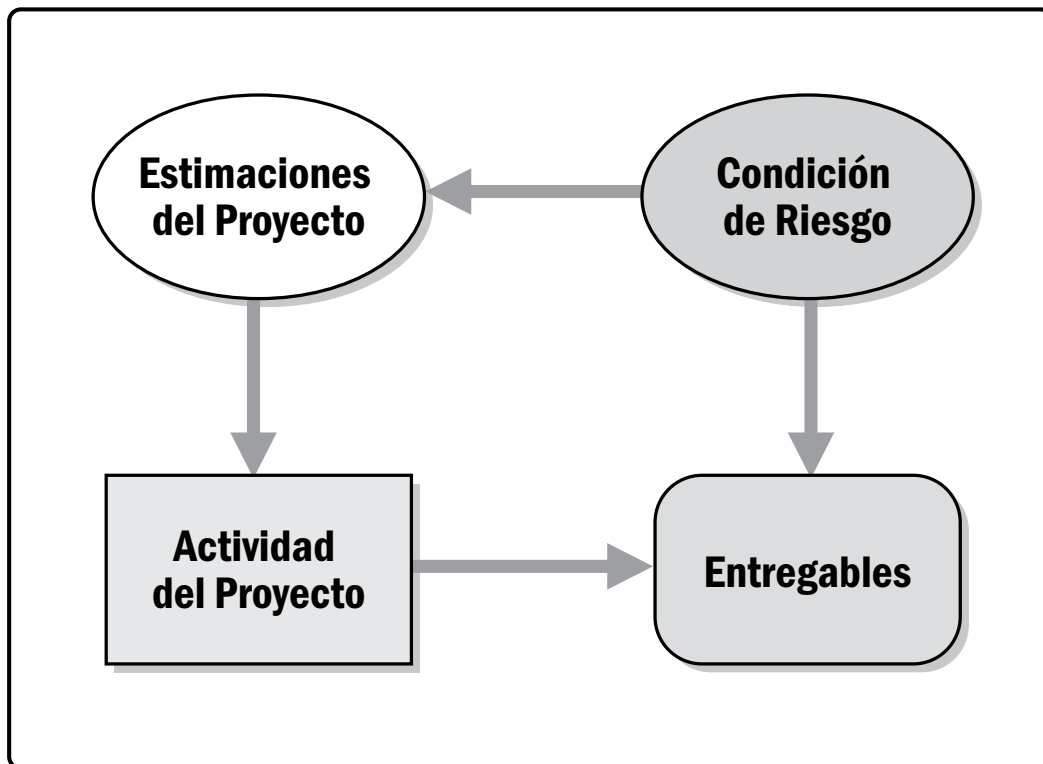 Estimaciones
del Proyecto
Condición
de Riesgo
Actividad
del Proyecto
Entregables